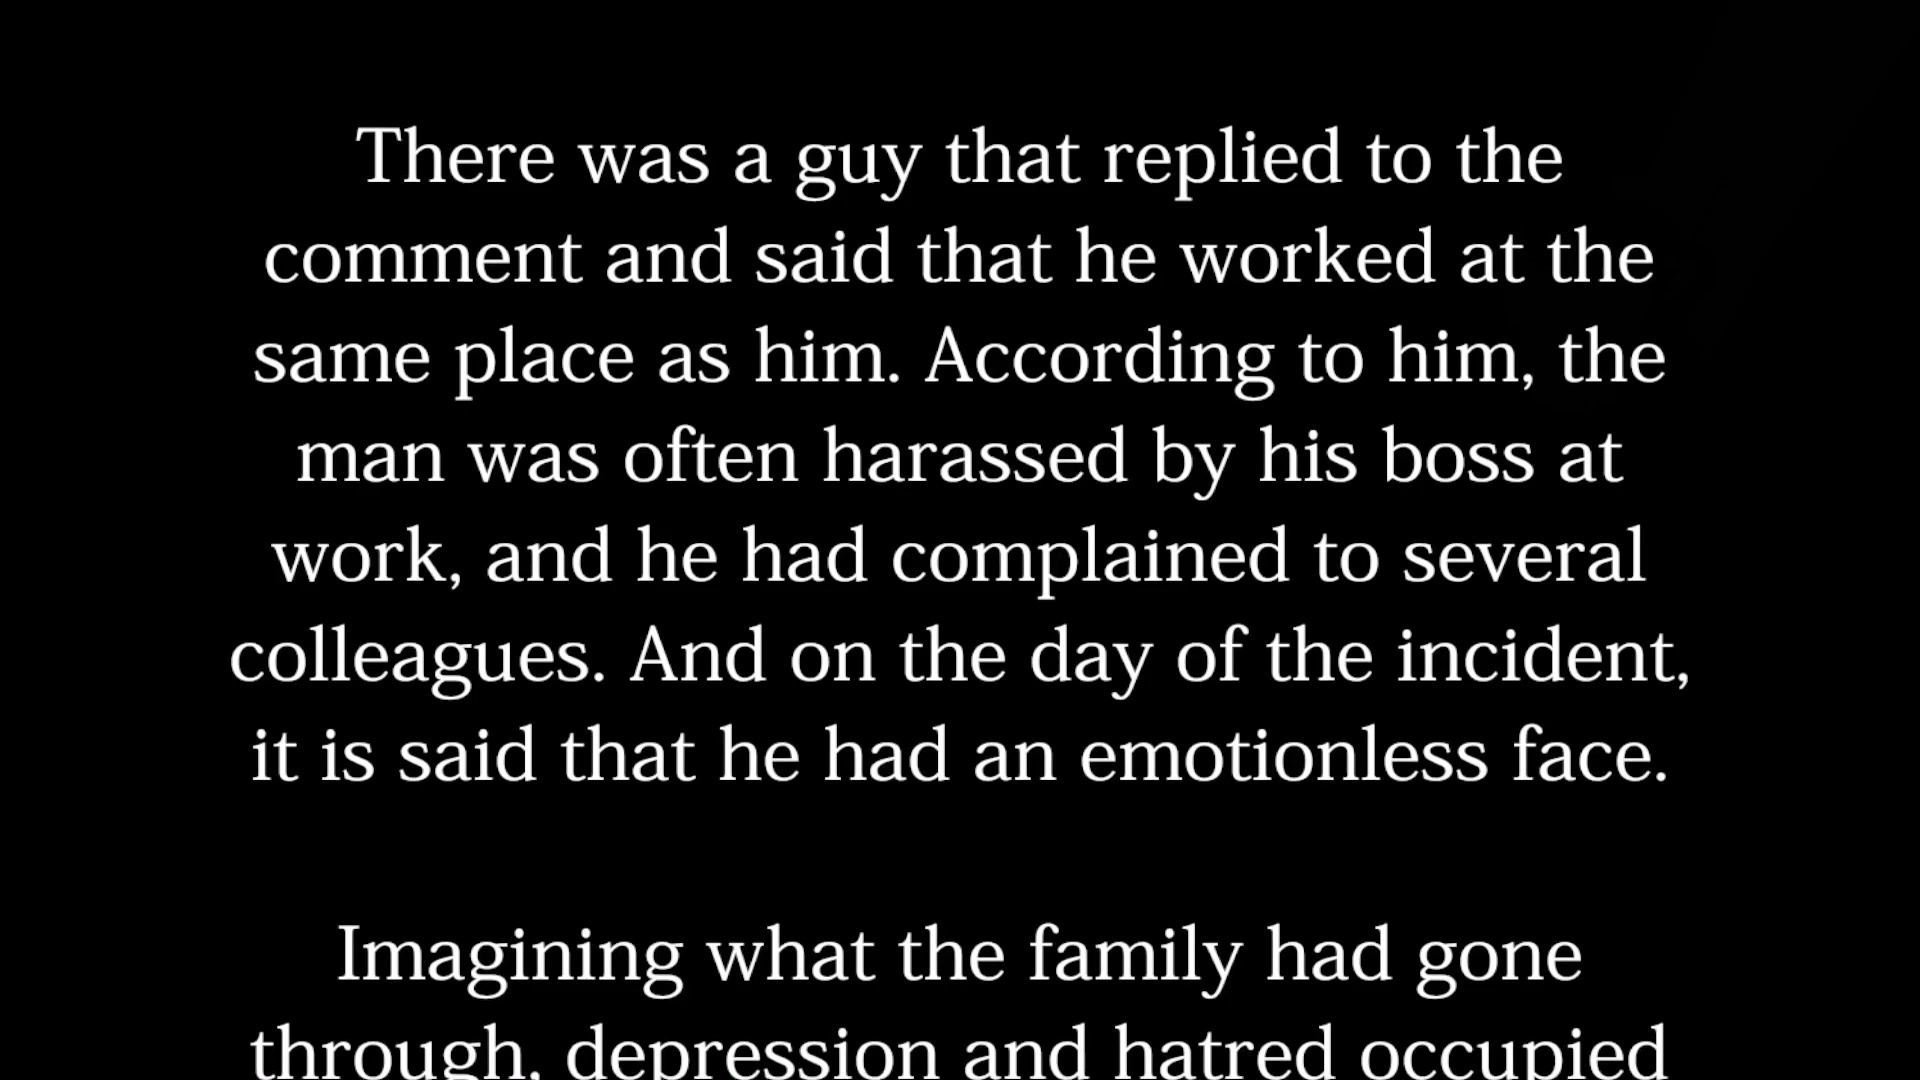 There was a guy that replied to the
comment and said that he worked at the
same place as him. According to him, the
man was often harassed by his boss at
work, and he had complained to several
colleagues. And on the day of the incident,
it is said that he had an emotionless face.
Imagining what the family had gone
through, depression and hatred occupied